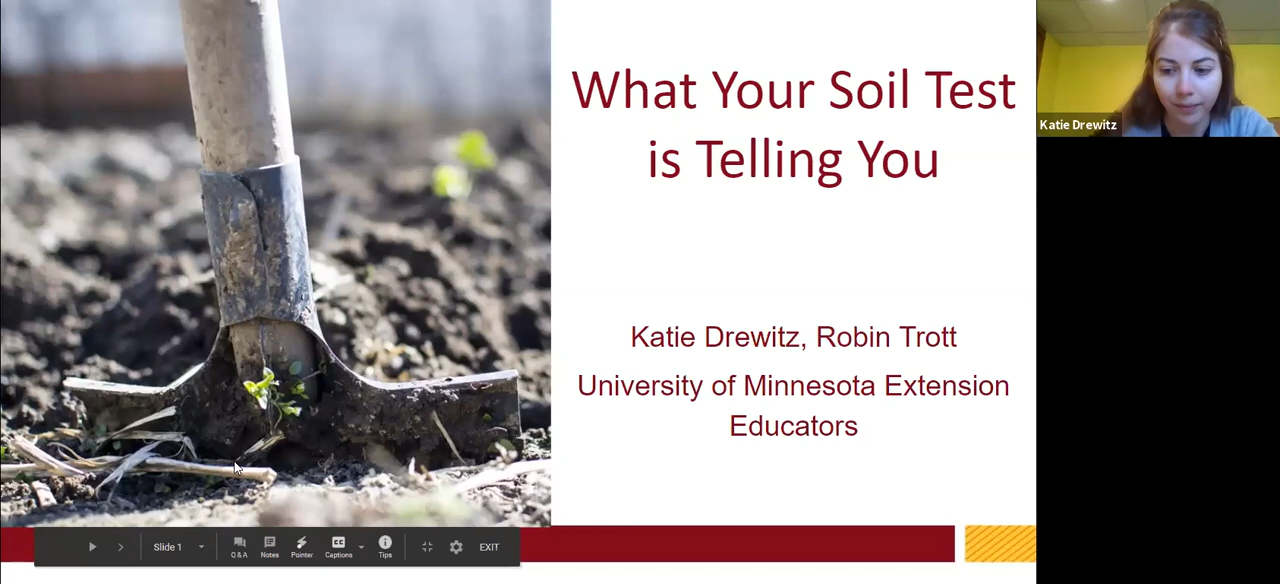 What Your Soil Test
is Telling You
Katie Drewitz, Robin Trott
University of Minnesota Extension
Educators
Katie Drewitz
Slide 1
Q & A
Notes
Pointer
Captions
Tips
EXIT